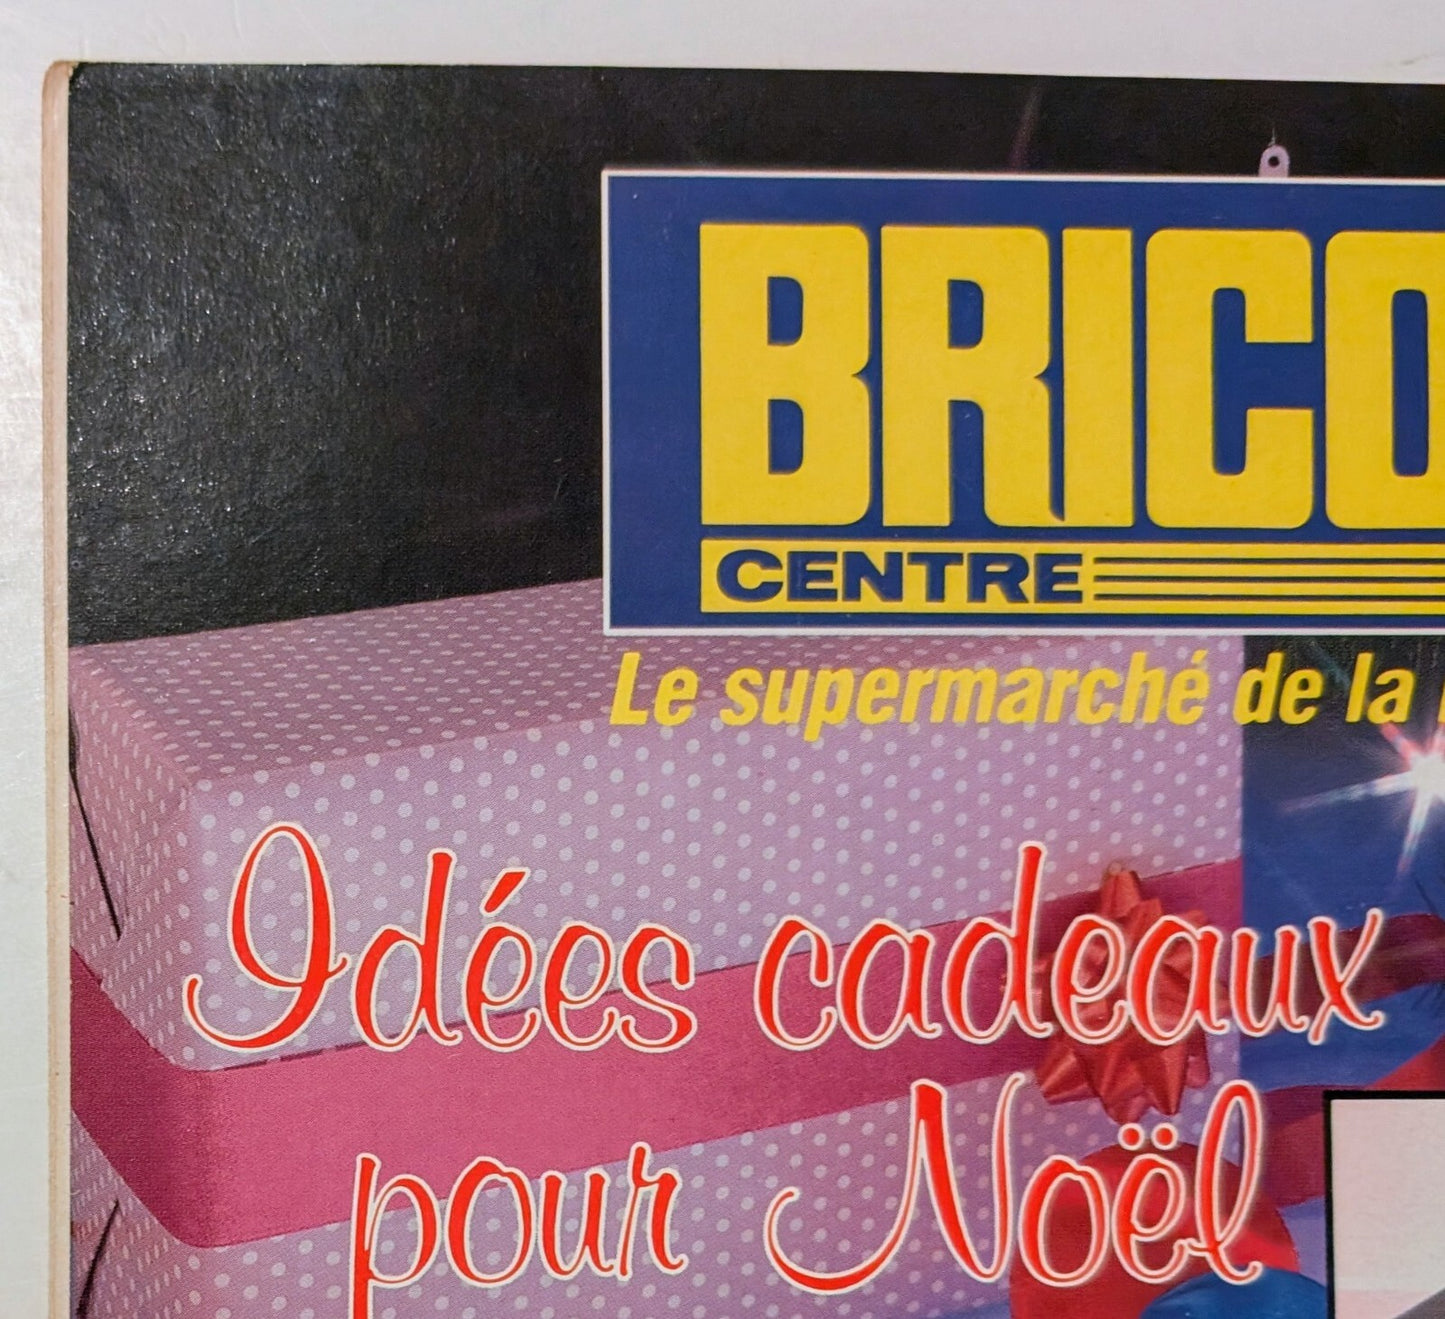 BRICO
CENTRE
Le supermarché de la
Idées cadeaux
pour Noël